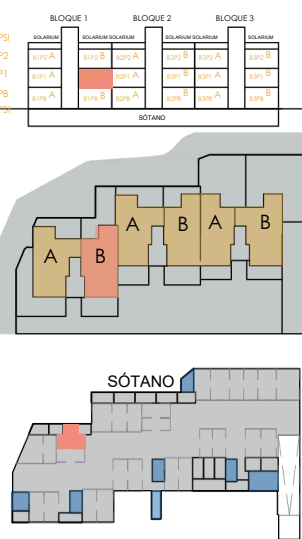 BLOQUE 1 BLOQUE 2 BLOQUE 3
PSI SOLARIUM SOLARIUM SOLARIUM SOLARIUM SOLARIUM SOLARIUM
P2 B1P2 A B1P2 B B2P2 A B2P2 B B3P2 A B3P2 B
P1 B1P1 A B2P1 A B2P1 B B3P1 A B3P1 B
PB B1PB A B1PB B B2PB A B2PB B B3PB A B3PB B
SÓTANO
A B A B A B
SÓTANO